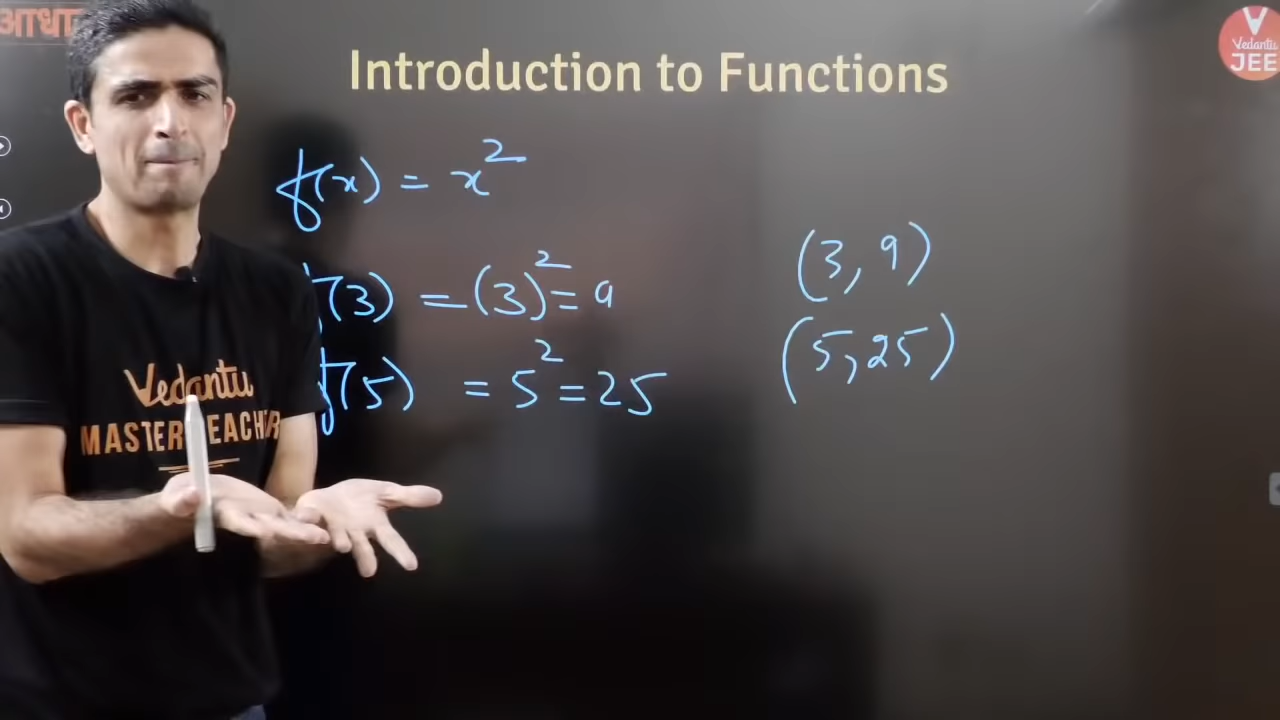 आधा
Vedantu
JEE
Introduction to Functions
f(x) = x²
f(3) = (3)² = 9
f(5) = 5² = 25
(3, 9)
(5, 25)
Vedantu
MASTER TEACHER